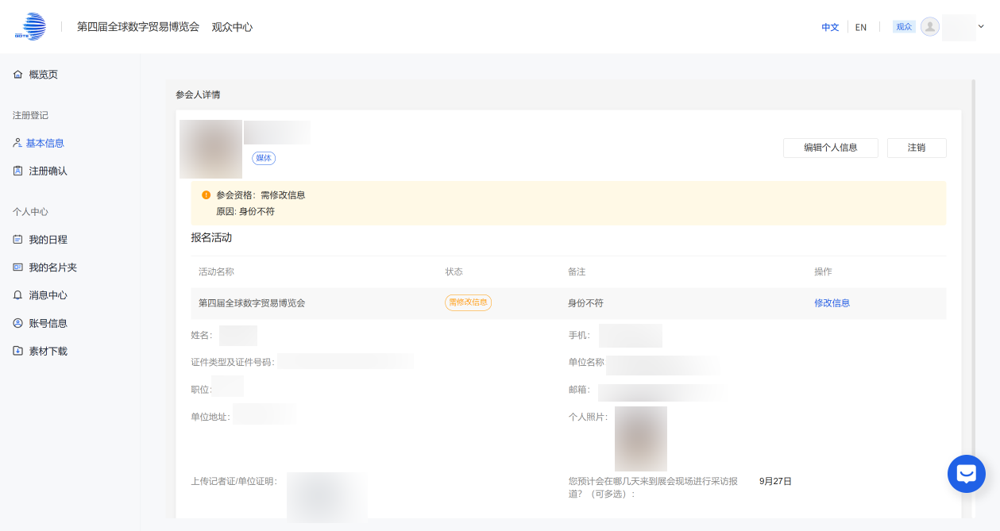 GDTE
第四届全球数字贸易博览会 观众中心
中文 EN 观众
概览页
注册登记
基本信息
注册确认
个人中心
我的日程
我的名片夹
消息中心
账号信息
素材下载
参会人详情
媒体
编辑个人信息 注销
参会资格：需修改信息
原因: 身份不符
报名活动
活动名称 状态 备注 操作
第四届全球数字贸易博览会 需修改信息 身份不符 修改信息
姓名： 手机：
证件类型及证件号码： 单位名称
职位： 邮箱：
单位地址： 个人照片：
上传记者证/单位证明： 您预计会在哪几天来到展会现场进行采访报 9月27日
道？（可多选）：